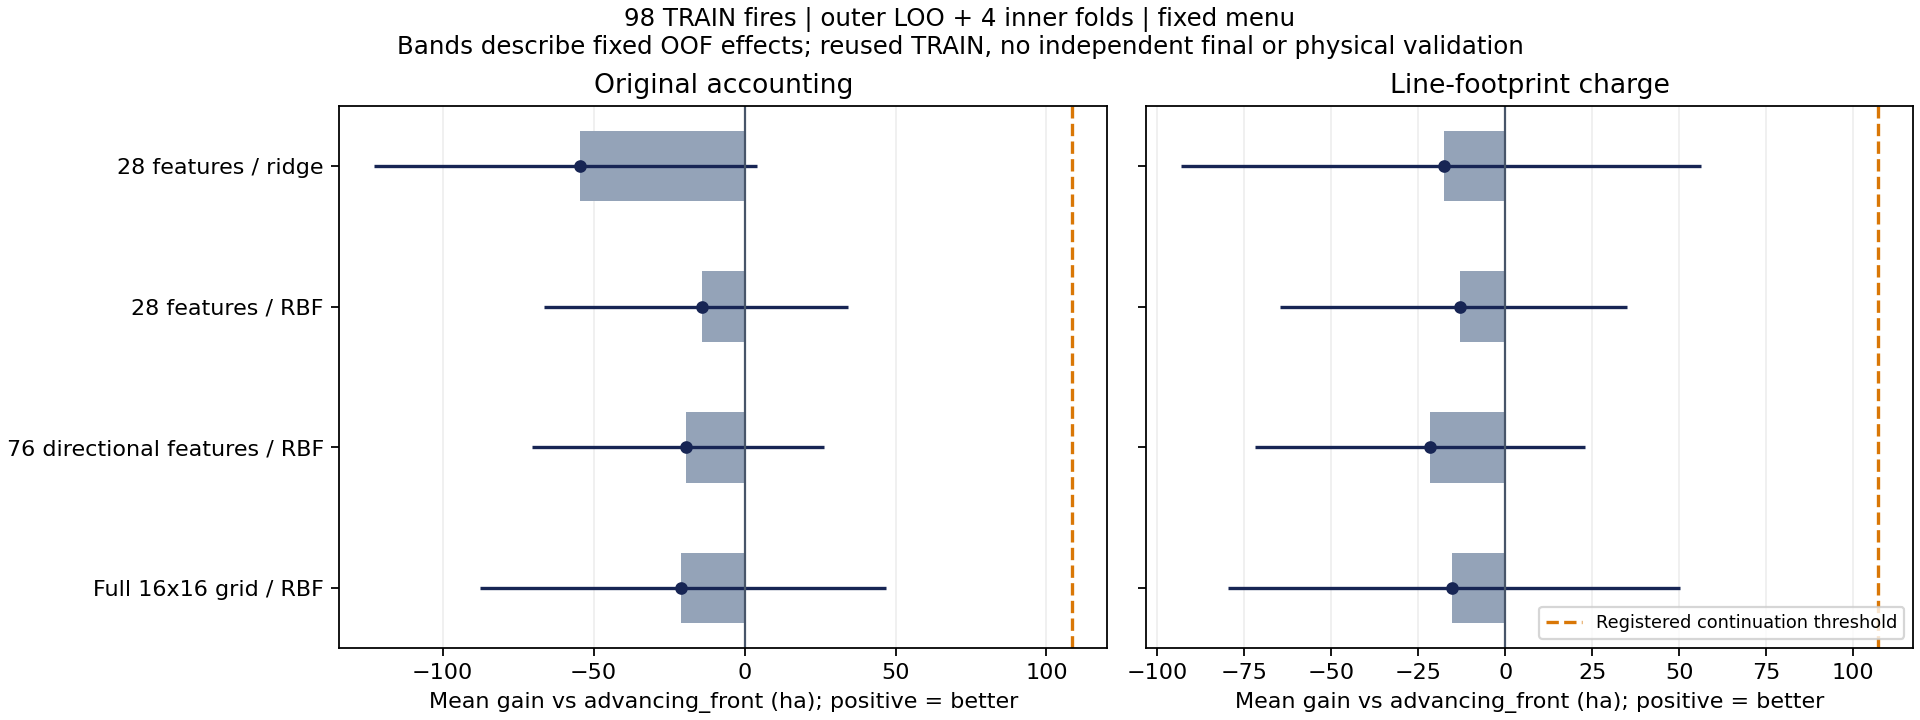 98 TRAIN fires | outer LOO + 4 inner folds | fixed menu
Bands describe fixed OOF effects; reused TRAIN, no independent final or physical validation
Original accounting
28 features / ridge
28 features / RBF
76 directional features / RBF
Full 16x16 grid / RBF
−100 −50 0 50 100
Mean gain vs advancing_front (ha); positive = better
Line-footprint charge
Registered continuation threshold
−100 −75 −50 −25 0 25 50 75 100
Mean gain vs advancing_front (ha); positive = better